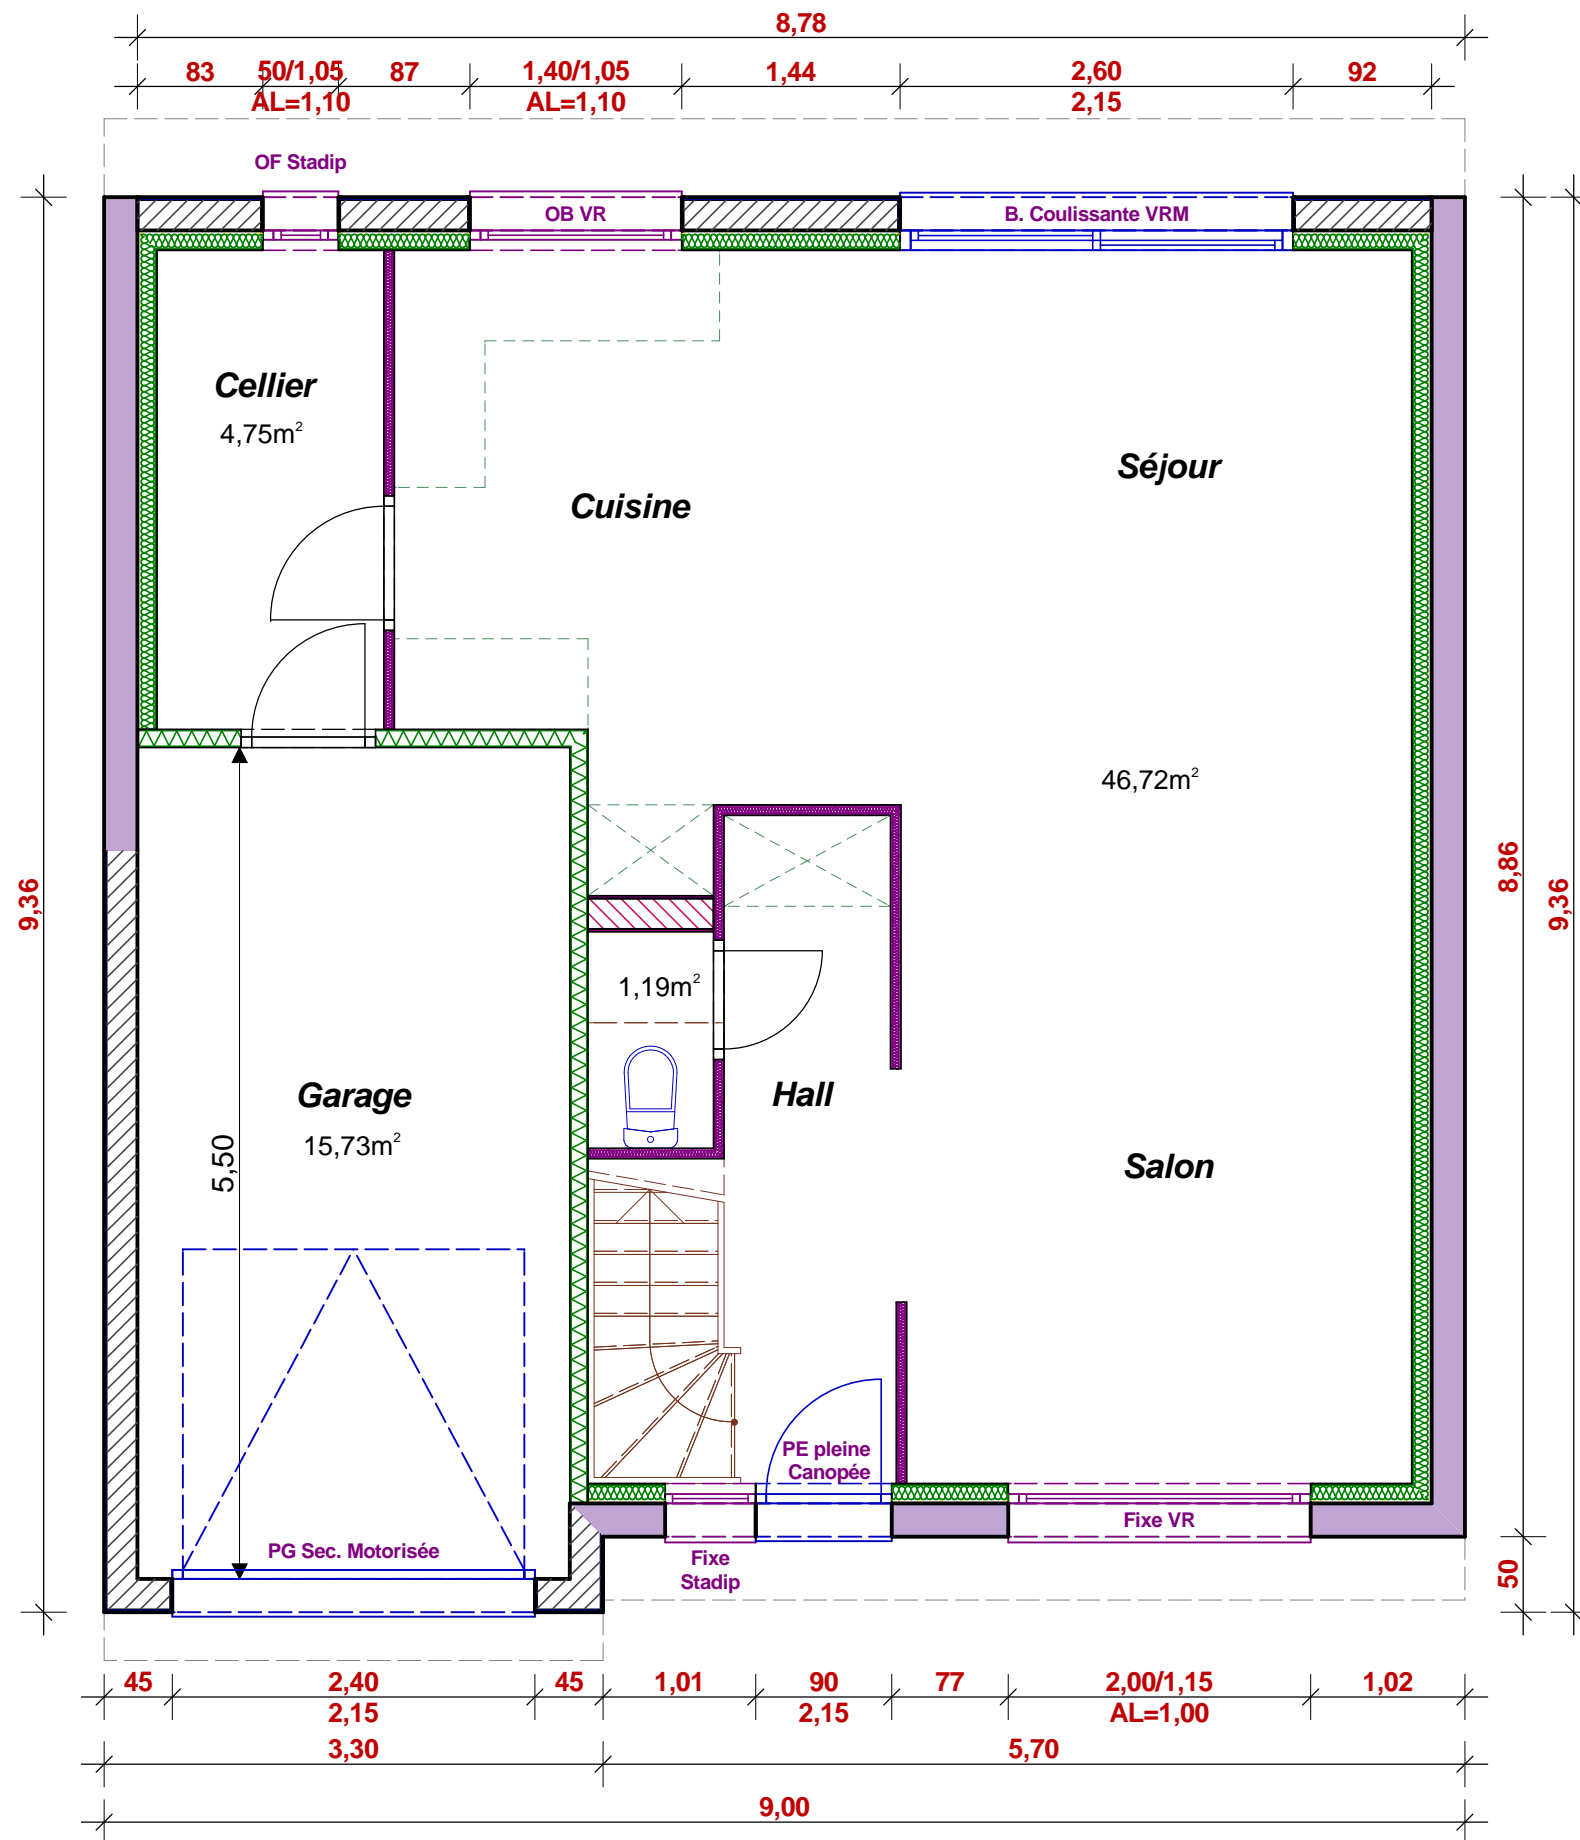 8,78
83
50/1,05
87
1,40/1,05
1,44
2,60
92
AL=1,10
AL=1,10
2,15
OF Stadip
OB VR
B. Coulissante VRM
Cellier
4,75m²
Cuisine
Séjour
46,72m²
9,36
8,86
9,36
1,19m²
Garage
15,73m²
5,50
Hall
Salon
PE pleine
Canopée
PG Sec. Motorisée
Fixe VR
Fixe
Stadip
50
45
2,40
45
1,01
90
77
2,00/1,15
1,02
2,15
2,15
AL=1,00
3,30
5,70
9,00